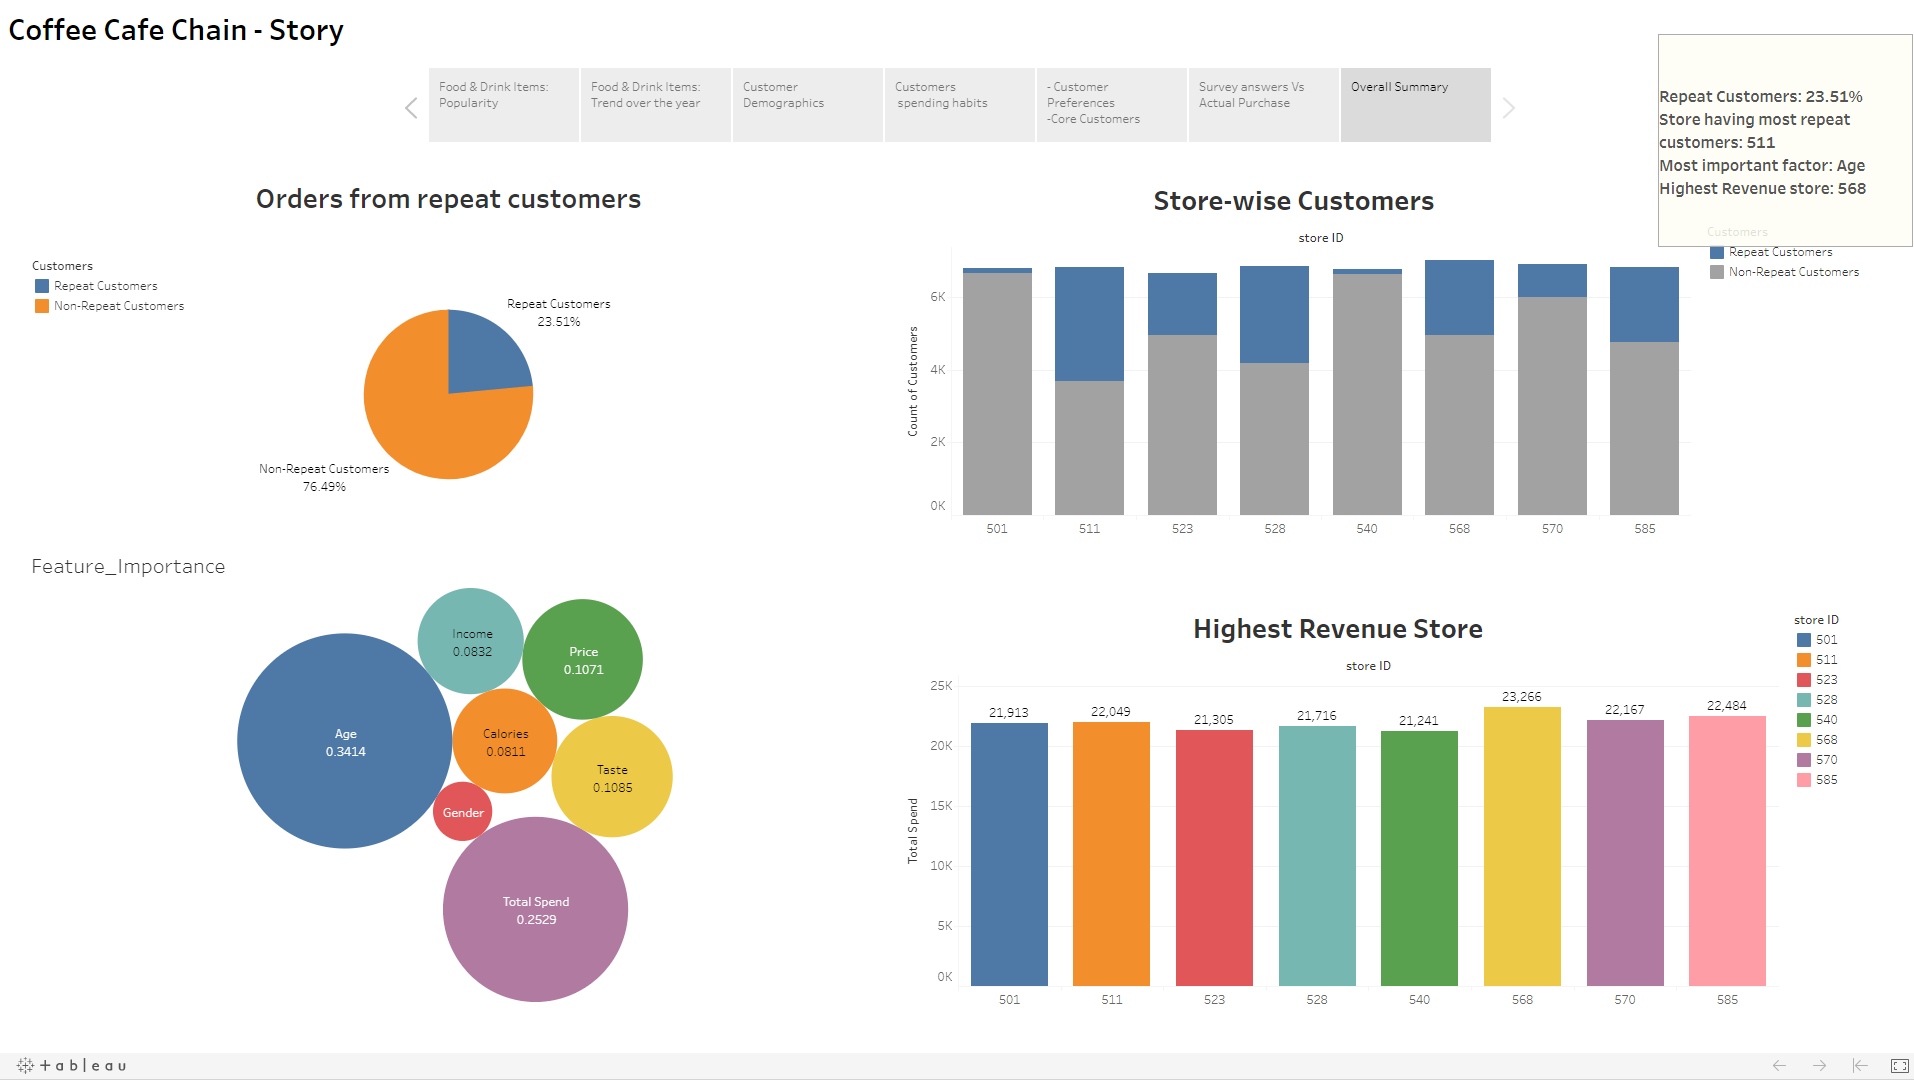 Coffee Cafe Chain - Story
Food & Drink Items:
Popularity
Food & Drink Items:
Trend over the year
Customer
Demographics
Customers
spending habits
- Customer
Preferences
-Core Customers
Survey answers Vs
Actual Purchase
Overall Summary
Repeat Customers: 23.51%
Store having most repeat
customers: 511
Most important factor: Age
Highest Revenue store: 568
Orders from repeat customers
Customers
Repeat Customers
Non-Repeat Customers
Repeat Customers
23.51%
Non-Repeat Customers
76.49%
Store-wise Customers
store ID
Count of Customers
6K
4K
2K
0K
501
511
523
528
540
568
570
585
Customers
Repeat Customers
Non-Repeat Customers
Feature_Importance
Income
0.0832
Price
0.1071
Age
0.3414
Calories
0.0811
Taste
0.1085
Gender
Total Spend
0.2529
Highest Revenue Store
store ID
Total Spend
25K
20K
15K
10K
5K
0K
21,913
22,049
21,305
21,716
21,241
23,266
22,167
22,484
501
511
523
528
540
568
570
585
store ID
501
511
523
528
540
568
570
585
+ableau